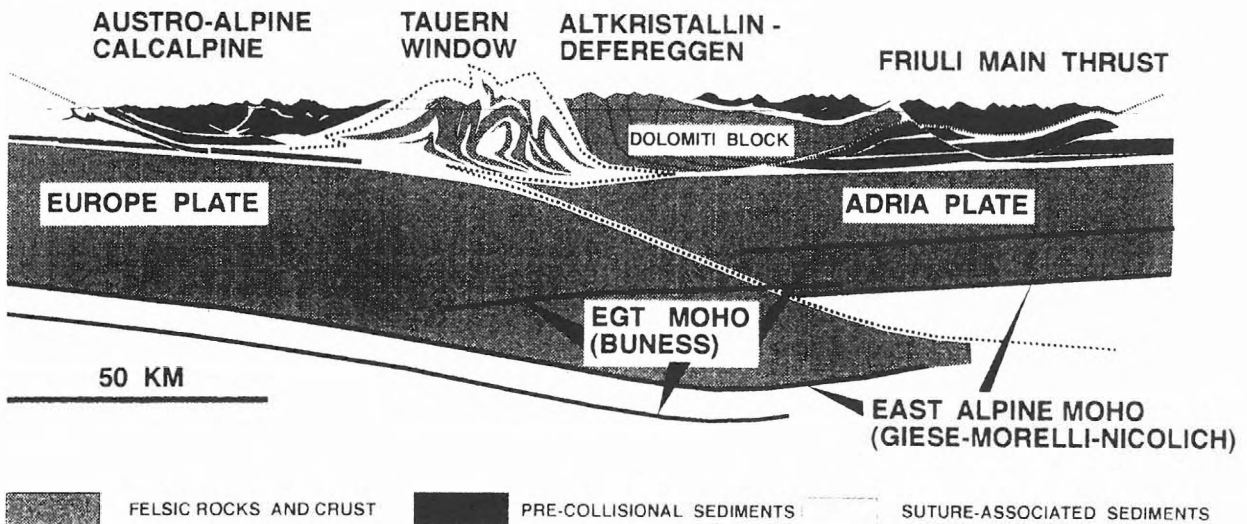 AUSTRO-ALPINE
CALCALPINE
TAUERN
WINDOW
ALTKRISTALLIN -
DEFEREGGEN
FRIULI MAIN THRUST
DOLOMITI BLOCK
EUROPE PLATE
ADRIA PLATE
EGT MOHO
(BUNESS)
50 KM
EAST ALPINE MOHO
(GIESE-MORELLI-NICOLICH)
FELSIC ROCKS AND CRUST
PRE-COLLISIONAL SEDIMENTS
SUTURE-ASSOCIATED SEDIMENTS